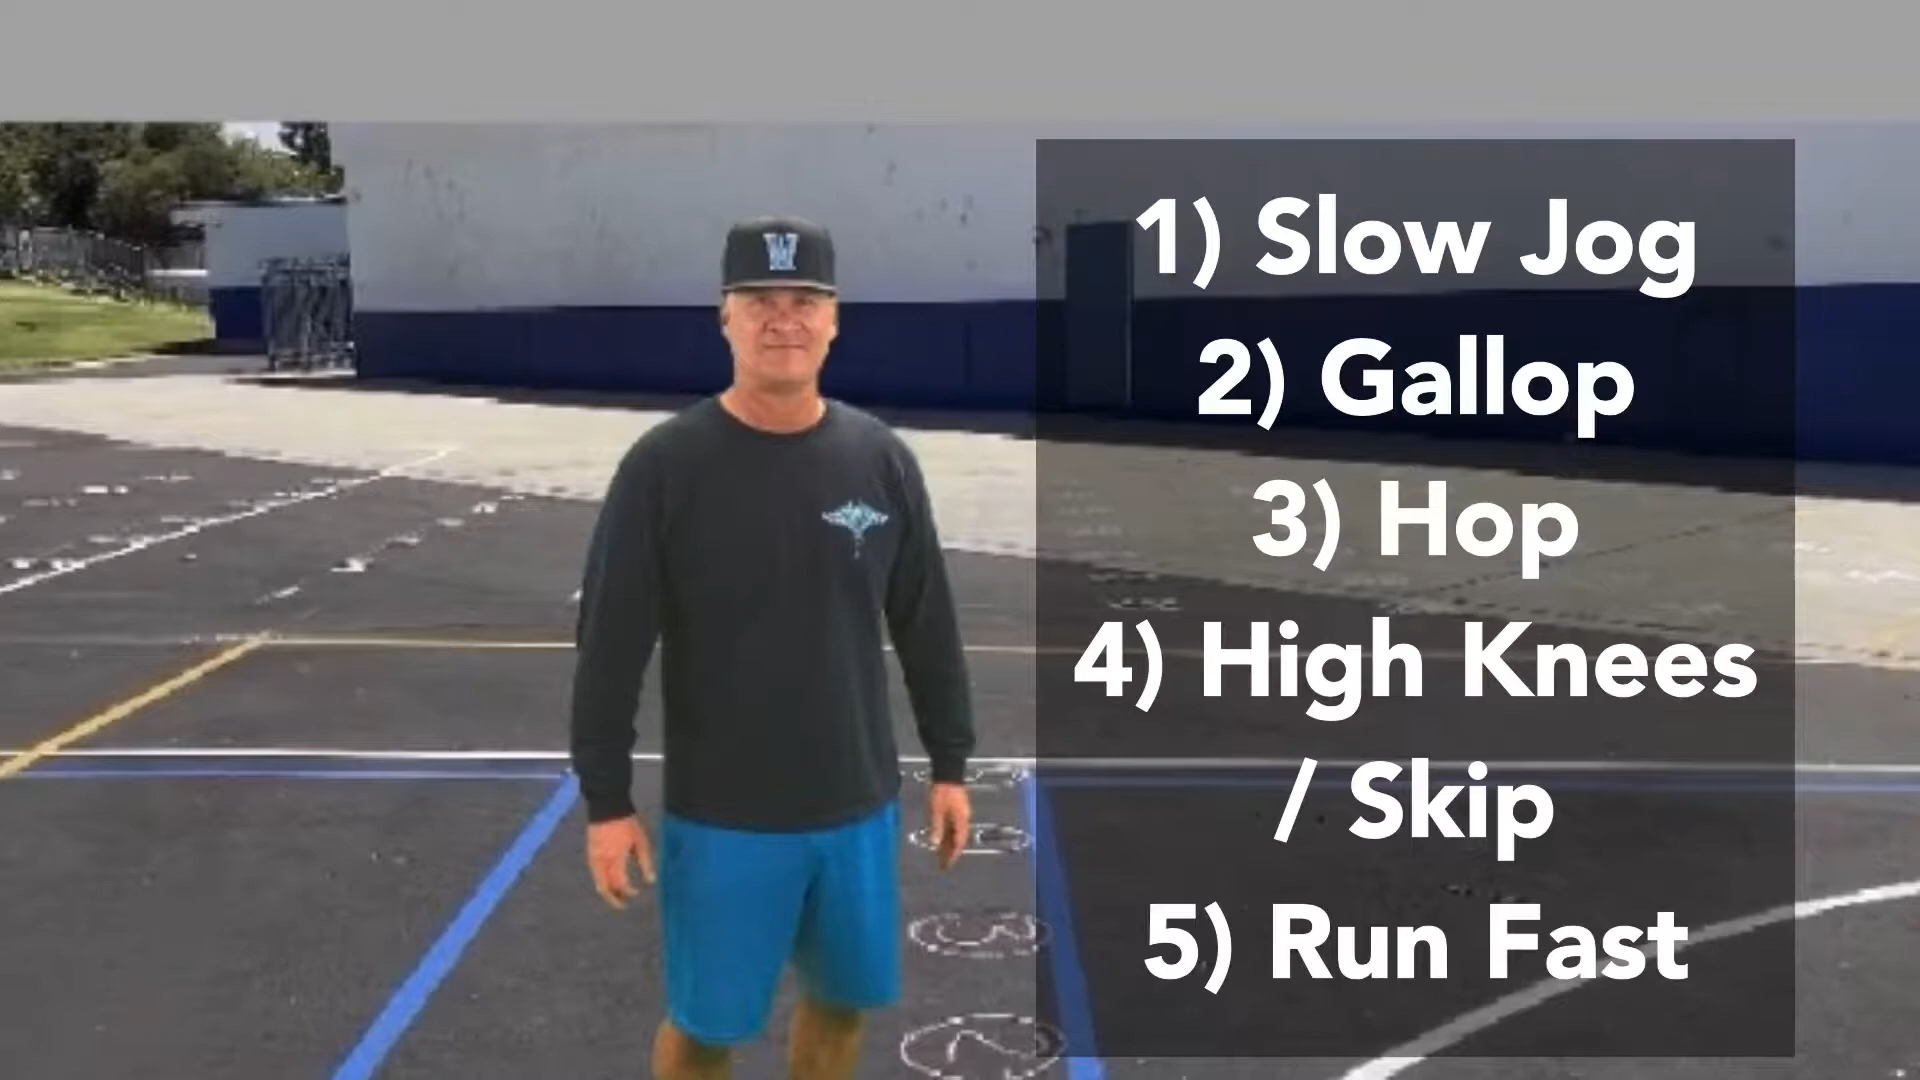 W
1) Slow Jog
2) Gallop
3) Hop
4) High Knees
/ Skip
5) Run Fast